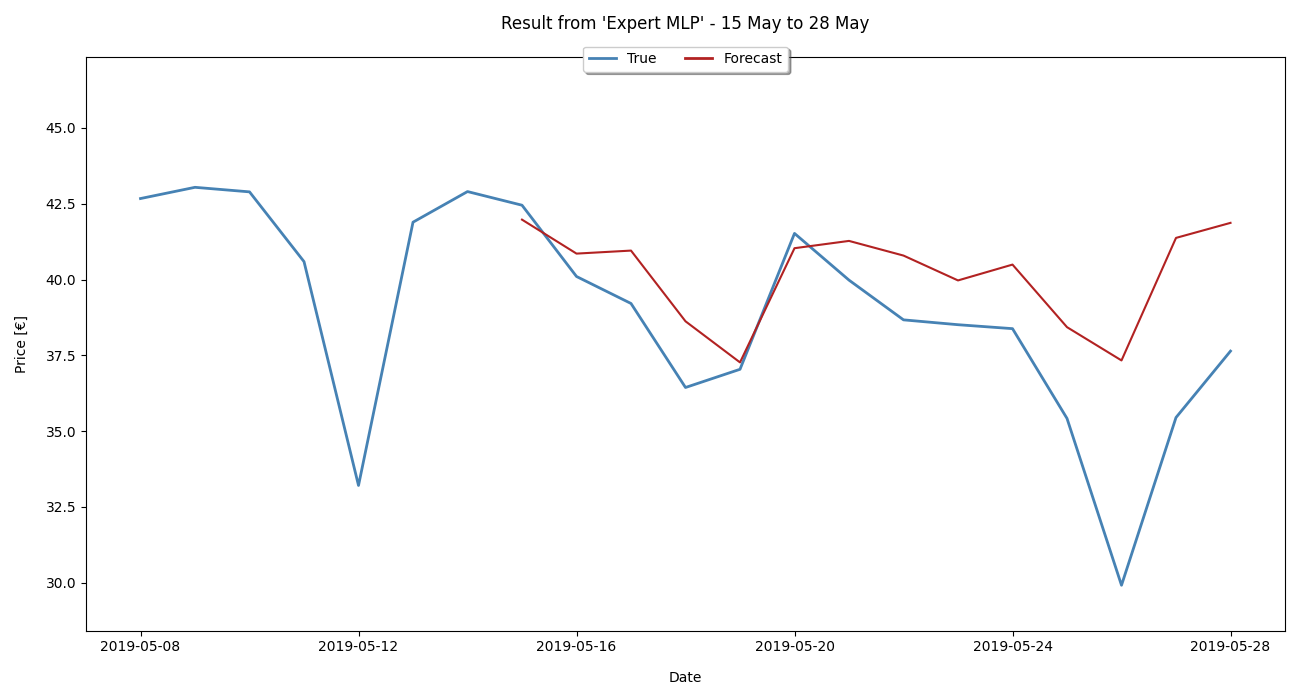 Result from 'Expert MLP' - 15 May to 28 May
True Forecast
45.0
42.5
40.0
37.5
35.0
32.5
30.0
Price [€]
2019-05-08 2019-05-12 2019-05-16 2019-05-20 2019-05-24 2019-05-28
Date